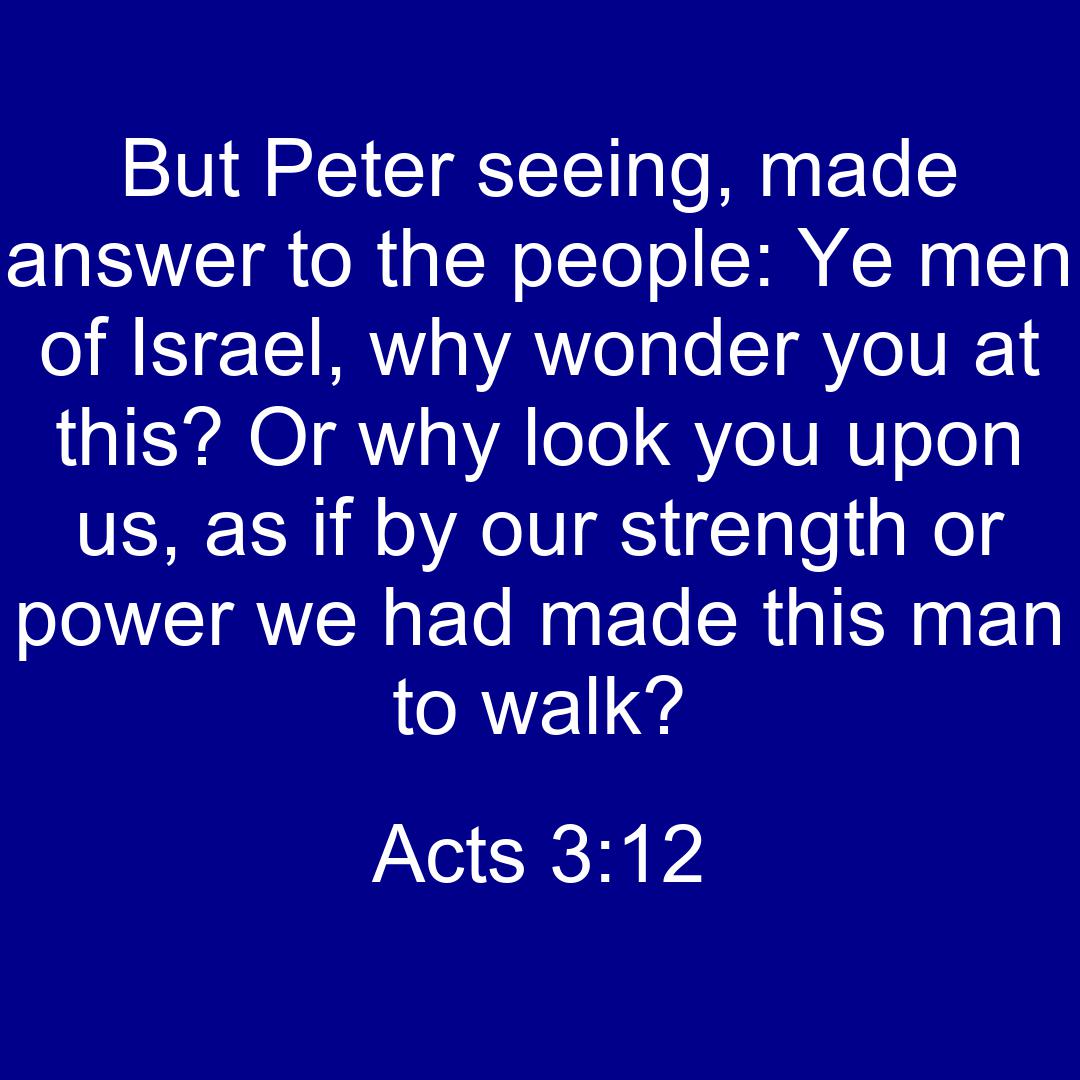 But Peter seeing, made
answer to the people: Ye men
of Israel, why wonder you at
this? Or why look you upon
us, as if by our strength or
power we had made this man
to walk?
Acts 3:12